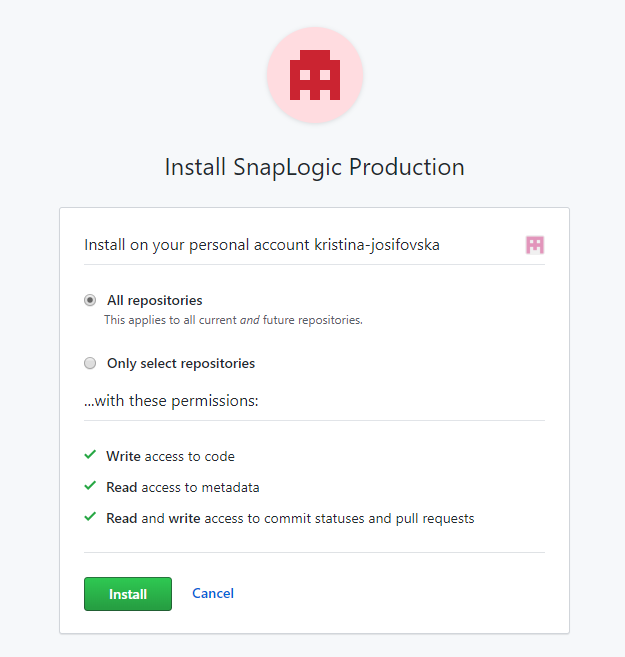 Install SnapLogic Production
Install on your personal account kristina-josifovska
All repositories
This applies to all current and future repositories.
Only select repositories
...with these permissions:
Write access to code
Read access to metadata
Read and write access to commit statuses and pull requests
Install Cancel